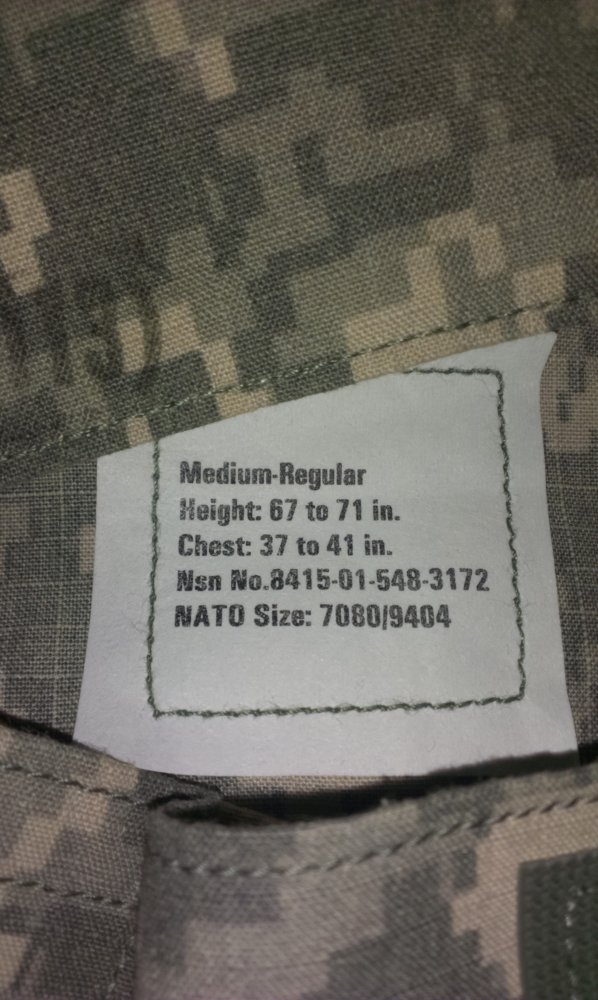 Medium-Regular
Height: 67 to 71 in.
Chest: 37 to 41 in.
Nsn No.8415-01-548-3172
NATO Size: 7080/9404